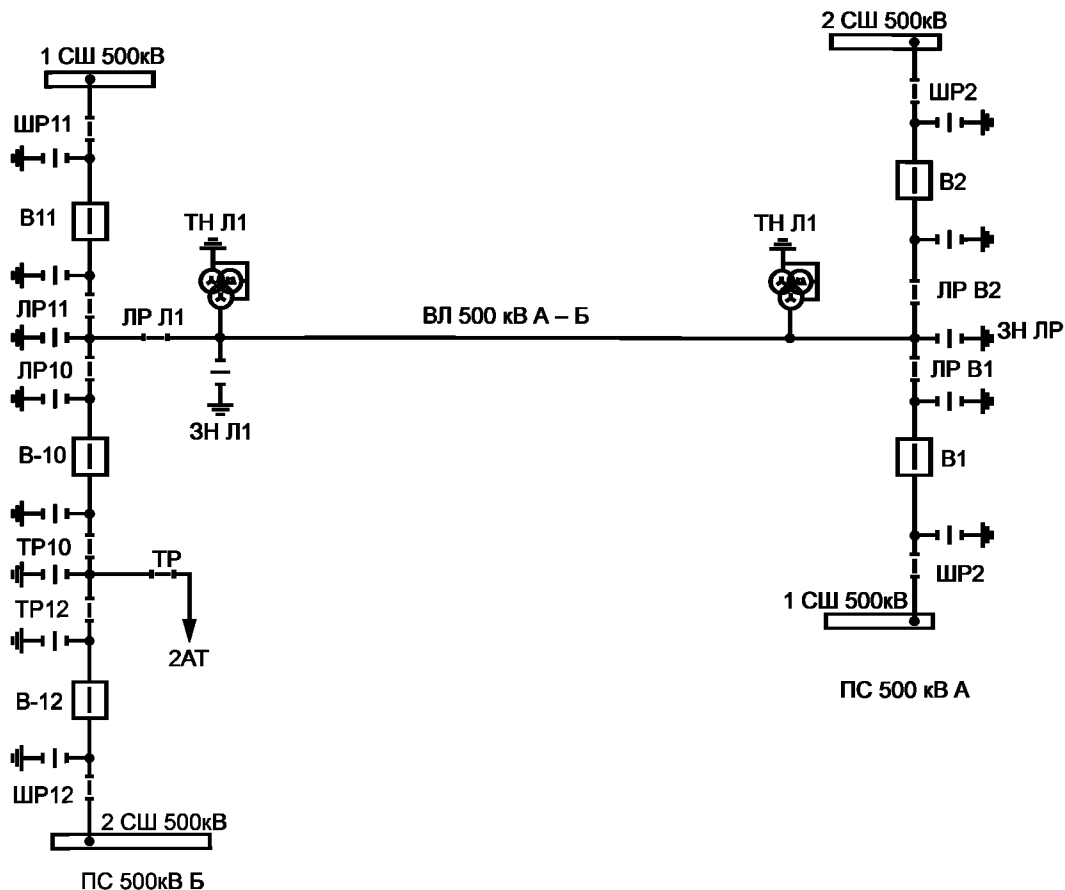 2 СШ 500кВ
1 СШ 500кВ
ШР2
ШР11
В2
В11
ТН Л1
ТН Л1
ЛР В2
ЛР11
ЛР Л1
ВЛ 500 кВ А – Б
ЗН ЛР
ЛР10
ЛР В1
ЗН Л1
В-10
В1
ТР10
ТР
ШР2
ТР12
1 СШ 500кВ
2АТ
ПС 500 кВ А
В-12
ШР12
2 СШ 500кВ
ПС 500кВ Б